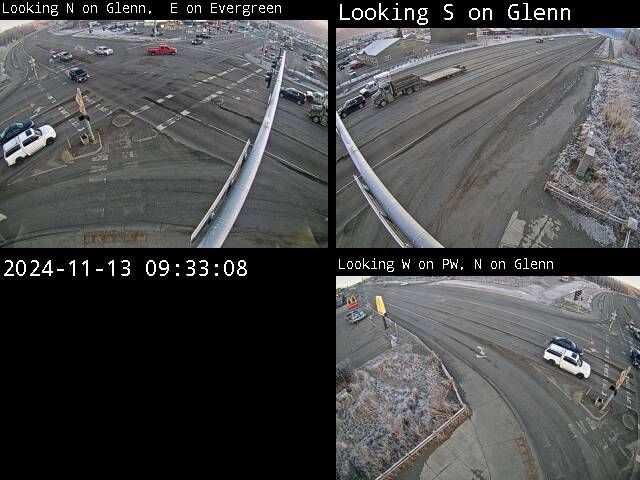 Looking N on Glenn,  E on Evergreen
Looking S on Glenn
2024-11-13 09:33:08
Looking W on PW, N on Glenn